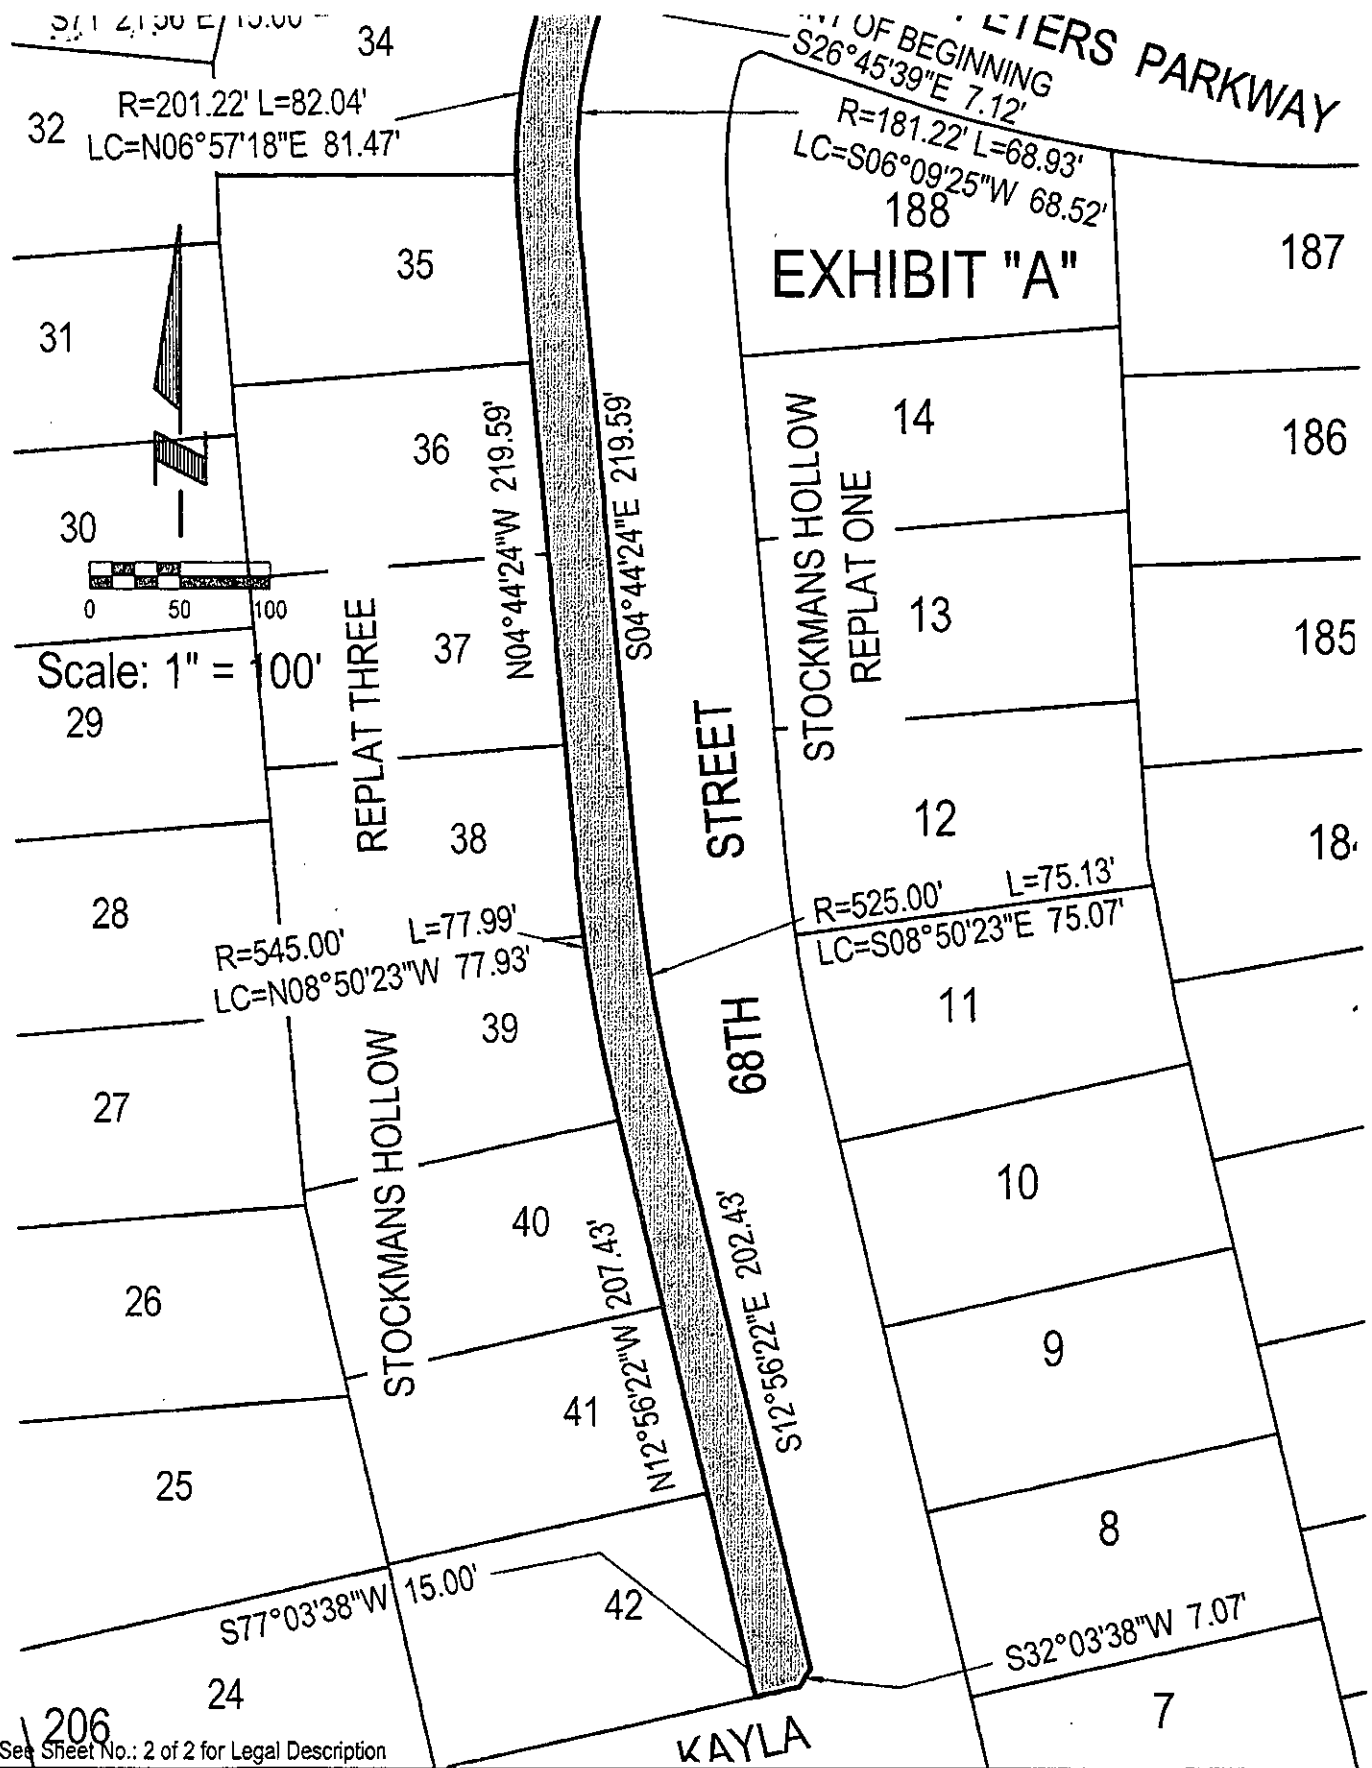 34
OF BEGINNING
S26°45'39"E 7.12'
PARKWAY
R=201.22' L=82.04'
LC=N06°57'18"E 81.47'
32
R=181.22' L=68.93'
LC=S06°09'25"W 68.52'
188
EXHIBIT "A"
187
35
31
36
N04°44'24"W 219.59'
S04°44'24"E 219.59'
STOCKMANS HOLLOW
REPLAT ONE
14
186
30
0 50 100
Scale: 1" = 100'
REPLAT THREE
37
13
185
29
STREET
38
12
28
R=545.00' L=77.99'
LC=N08°50'23"W 77.93'
R=525.00' L=75.13'
LC=S08°50'23"E 75.07'
39
68TH
11
27
STOCKMANS HOLLOW
40
10
N12°56'22"W 207.43'
S12°56'22"E 202.43'
26
9
41
25
8
S77°03'38"W 15.00'
42
S32°03'38"W 7.07'
24
7
206
KAYLA
See Sheet No.: 2 of 2 for Legal Description